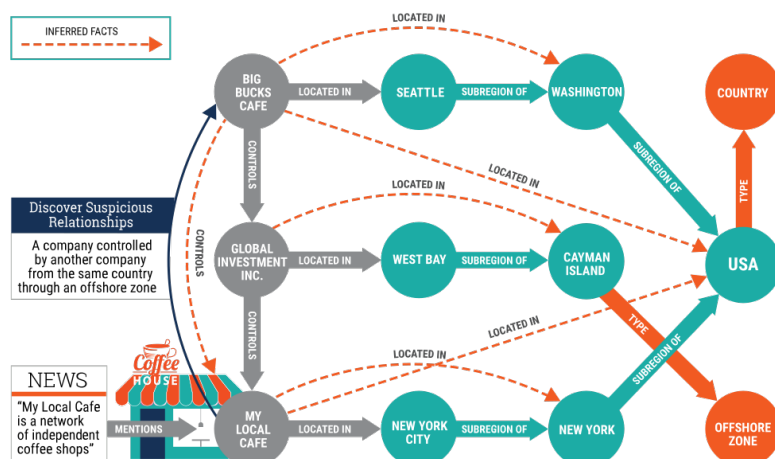 INFERRED FACTS
LOCATED IN
BIG
BUCKS
CAFE
LOCATED IN
SEATTLE
SUBREGION OF
WASHINGTON
COUNTRY
CONTROLS
SUBREGION OF
TYPE
LOCATED IN
LOCATED IN
Discover Suspicious
Relationships
A company controlled
by another company
from the same country
through an offshore zone
CONTROLS
GLOBAL
INVESTMENT
INC.
LOCATED IN
WEST BAY
SUBREGION OF
CAYMAN
ISLAND
USA
CONTROLS
LOCATED IN
TYPE
SUBREGION OF
LOCATED IN
Coffee
HOUSE
NEWS
"My Local Cafe
is a network
of independent
coffee shops"
MENTIONS
MY
LOCAL
CAFE
LOCATED IN
NEW YORK
CITY
SUBREGION OF
NEW YORK
OFFSHORE
ZONE